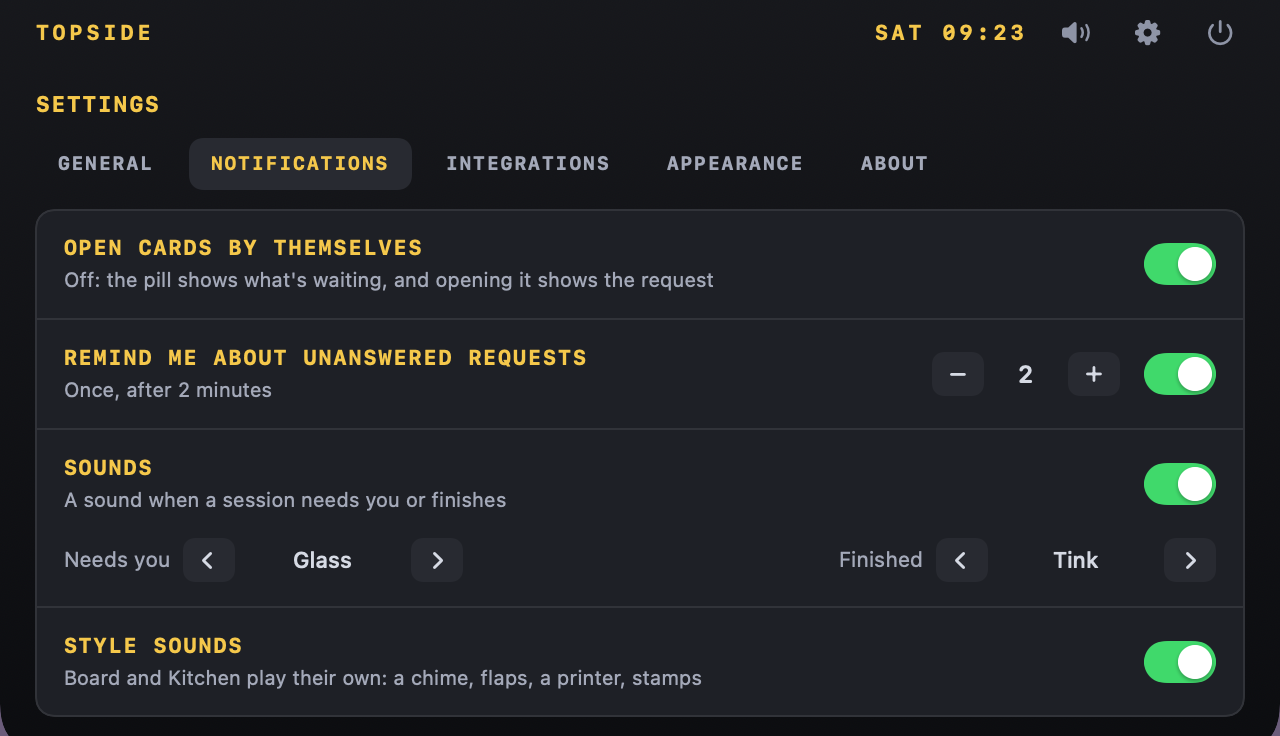 TOPSIDE
SAT 09:23
SETTINGS
GENERAL NOTIFICATIONS INTEGRATIONS APPEARANCE ABOUT
OPEN CARDS BY THEMSELVES
Off: the pill shows what's waiting, and opening it shows the request
REMIND ME ABOUT UNANSWERED REQUESTS
Once, after 2 minutes
− 2 +
SOUNDS
A sound when a session needs you or finishes
Needs you < Glass > Finished < Tink >
STYLE SOUNDS
Board and Kitchen play their own: a chime, flaps, a printer, stamps